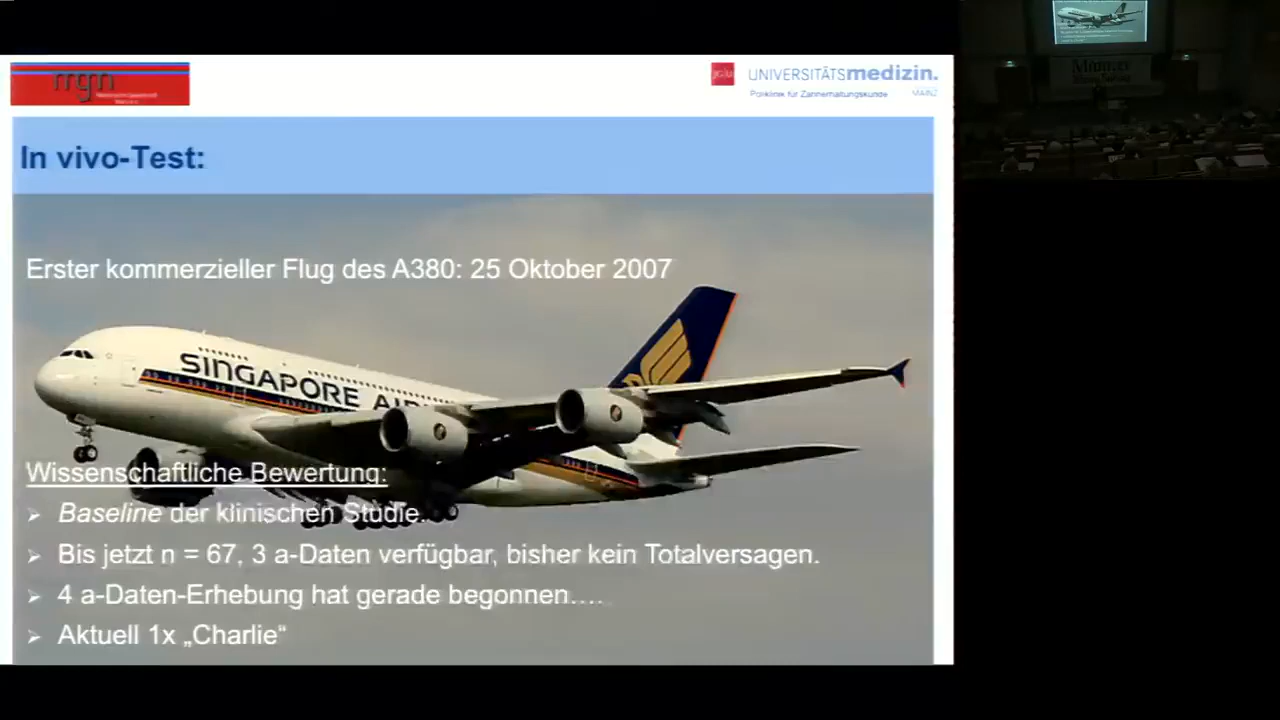 mgn
UNIVERSITÄTSmedizin.
Poliklinik für Zahnerhaltungskunde
MAINZ
In vivo-Test:
Erster kommerzieller Flug des A380: 25 Oktober 2007
SINGAPORE
Wissenschaftliche Bewertung:
Baseline der klinischen Studie.
Bis jetzt n = 67, 3 a-Daten verfügbar, bisher kein Totalversagen.
4 a-Daten-Erhebung hat gerade begonnen….
Aktuell 1x „Charlie“